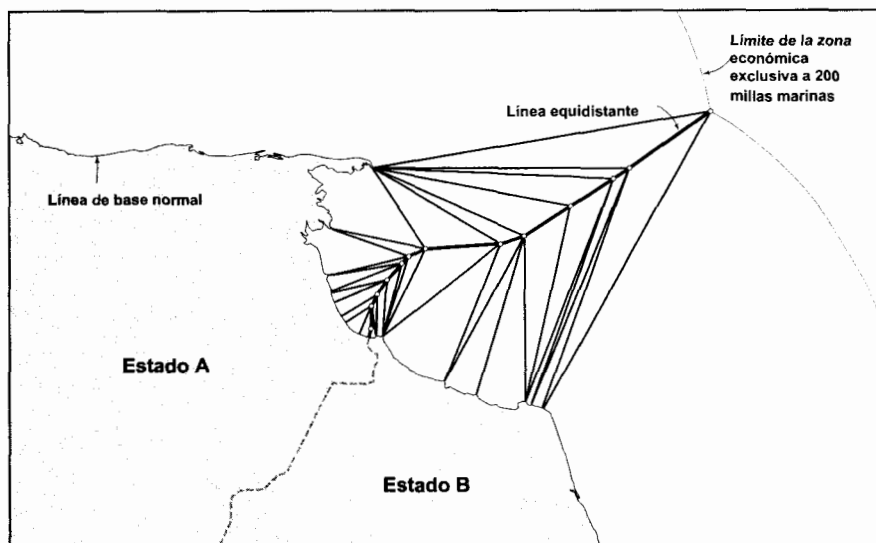 Límite de la zona
económica
exclusiva a 200
millas marinas
Línea equidistante
Línea de base normal
Estado A
Estado B